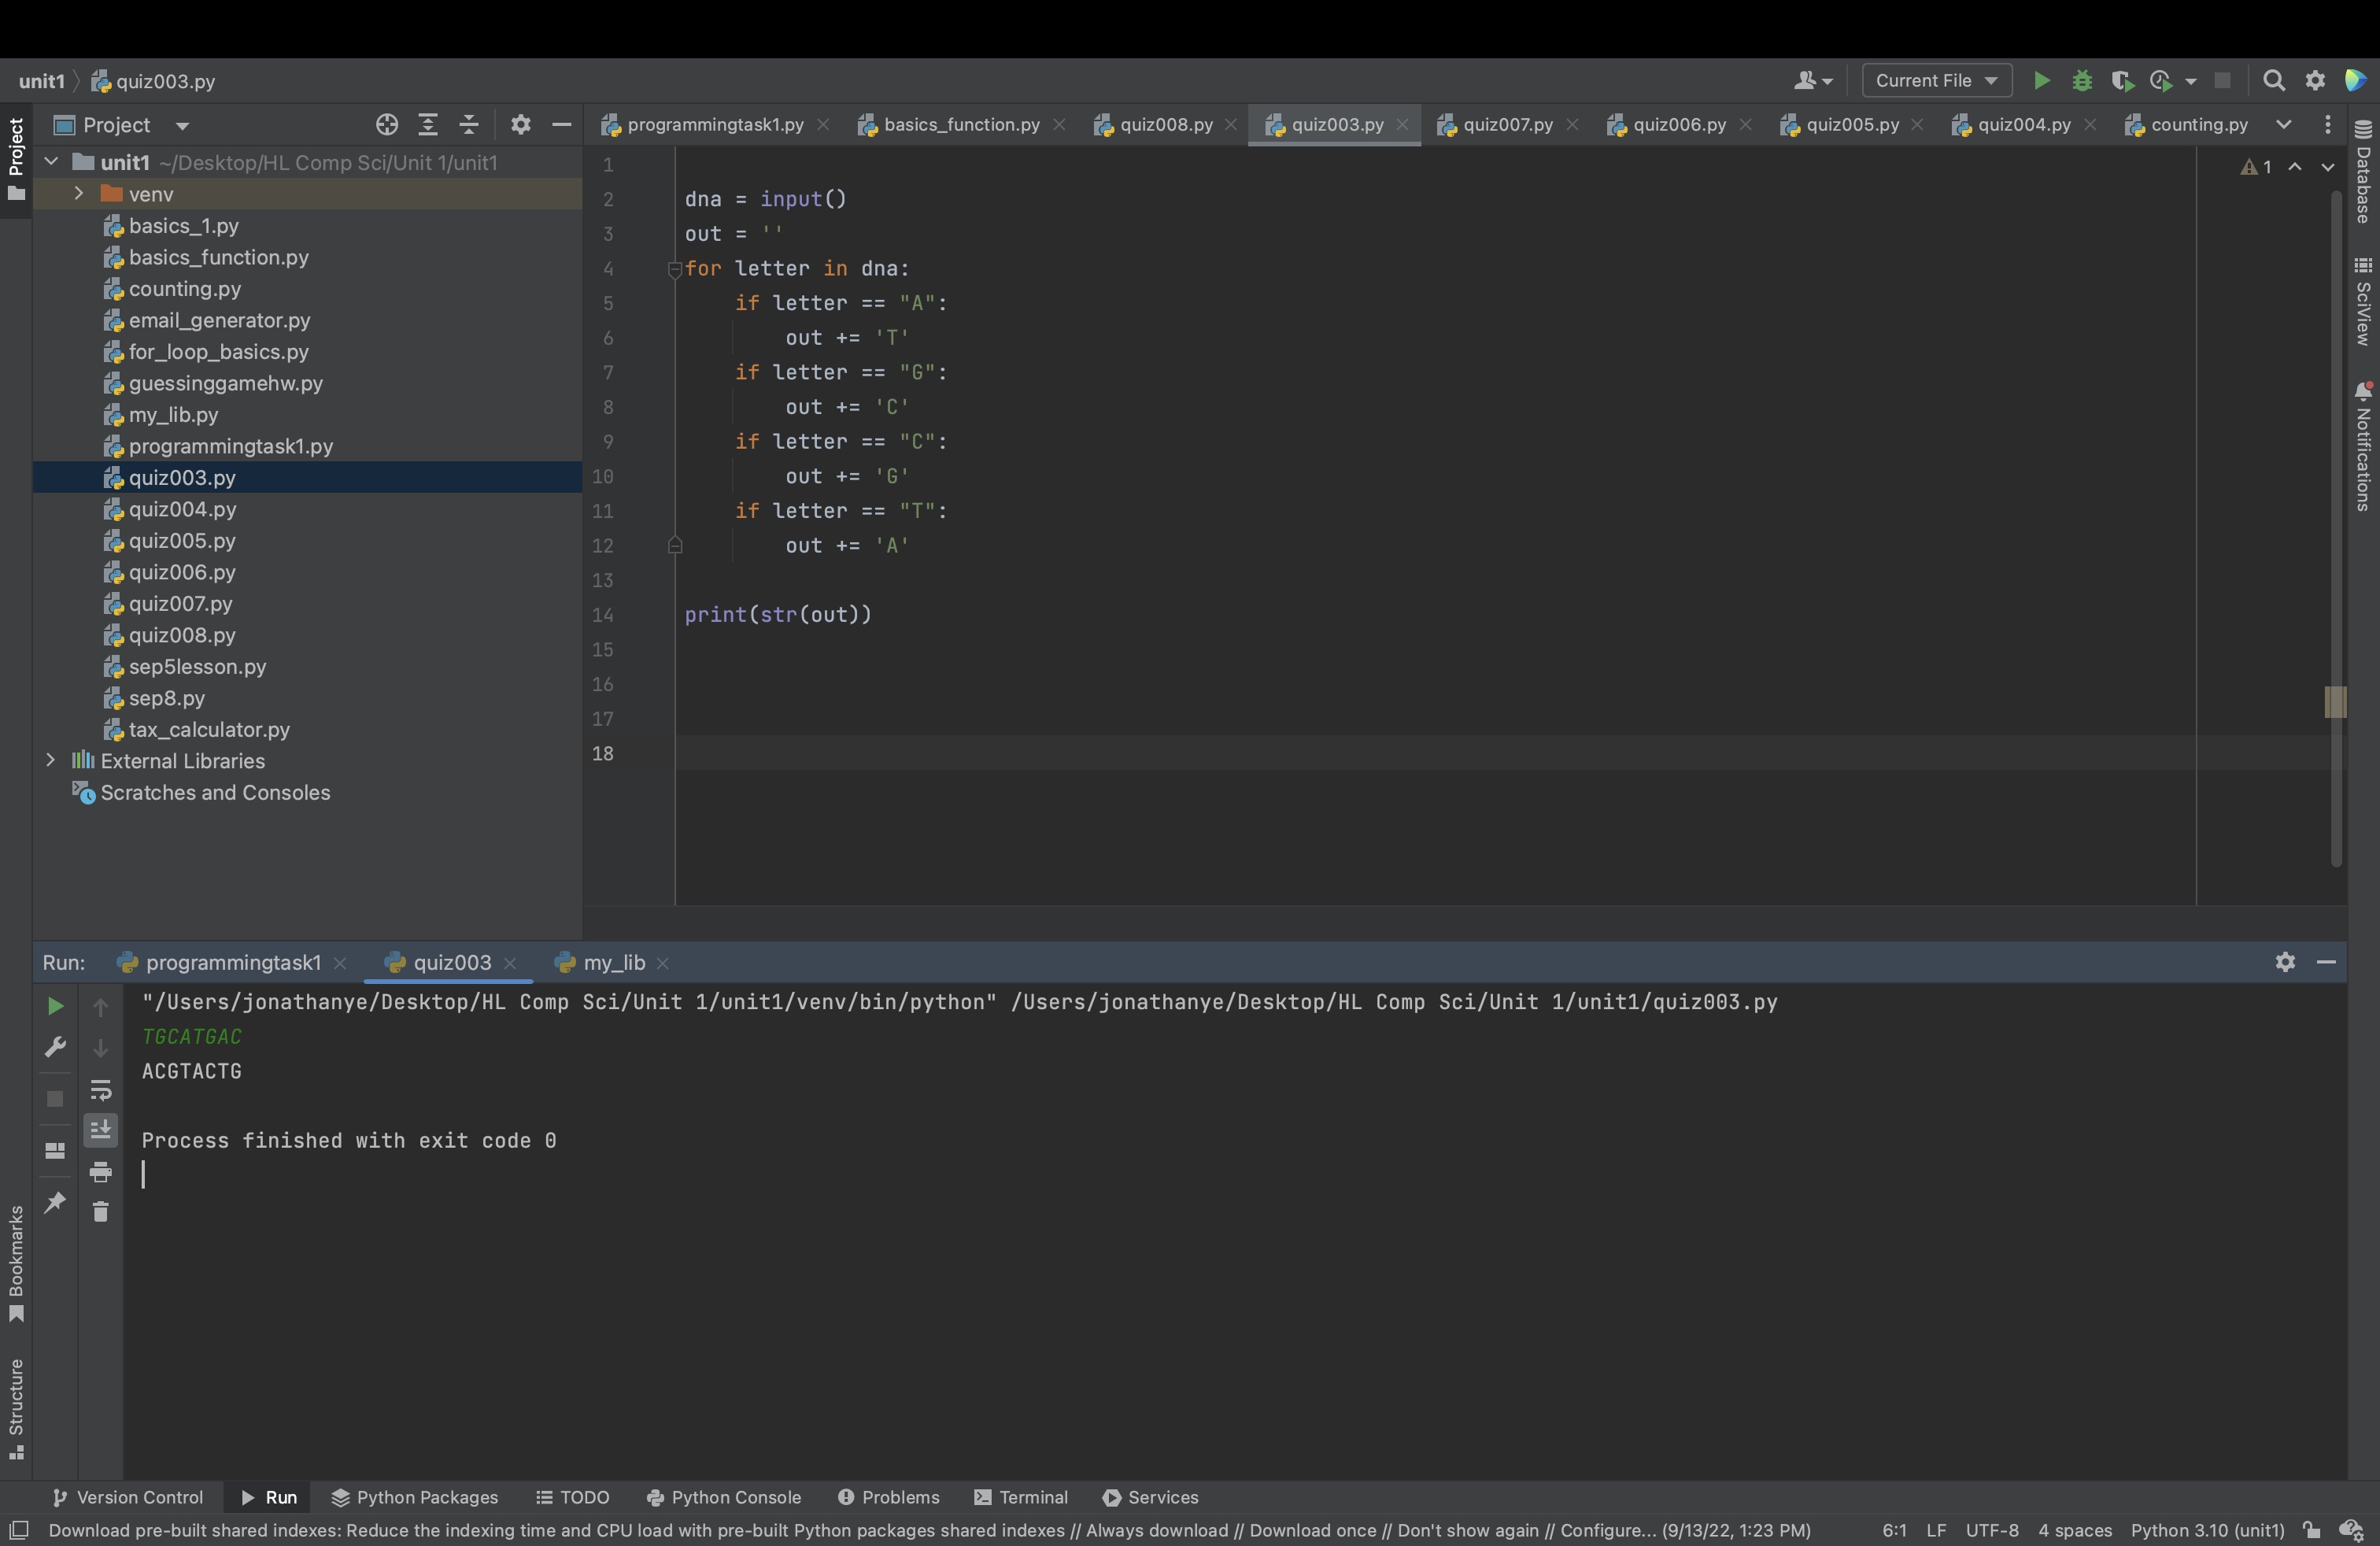 unit1 quiz003.py
Current File
Project
programmingtask1.py basics_function.py quiz008.py quiz003.py quiz007.py quiz006.py quiz005.py quiz004.py counting.py
Project
unit1 ~/Desktop/HL Comp Sci/Unit 1/unit1
venv
basics_1.py
basics_function.py
counting.py
email_generator.py
for_loop_basics.py
guessinggamehw.py
my_lib.py
programmingtask1.py
quiz003.py
quiz004.py
quiz005.py
quiz006.py
quiz007.py
quiz008.py
sep5lesson.py
sep8.py
tax_calculator.py
External Libraries
Scratches and Consoles
1
2 dna = input()
3 out = ''
4 for letter in dna:
5 if letter == "A":
6 out += 'T'
7 if letter == "G":
8 out += 'C'
9 if letter == "C":
10 out += 'G'
11 if letter == "T":
12 out += 'A'
13
14 print(str(out))
15
16
17
18
1
Database
SciView
Notifications
Run: programmingtask1 quiz003 my_lib
"/Users/jonathanye/Desktop/HL Comp Sci/Unit 1/unit1/venv/bin/python" /Users/jonathanye/Desktop/HL Comp Sci/Unit 1/unit1/quiz003.py
TGCATGAC
ACGTACTG
Process finished with exit code 0
Bookmarks
Structure
Version Control Run Python Packages TODO Python Console Problems Terminal Services
Download pre-built shared indexes: Reduce the indexing time and CPU load with pre-built Python packages shared indexes // Always download // Download once // Don't show again // Configure... (9/13/22, 1:23 PM) 6:1 LF UTF-8 4 spaces Python 3.10 (unit1)